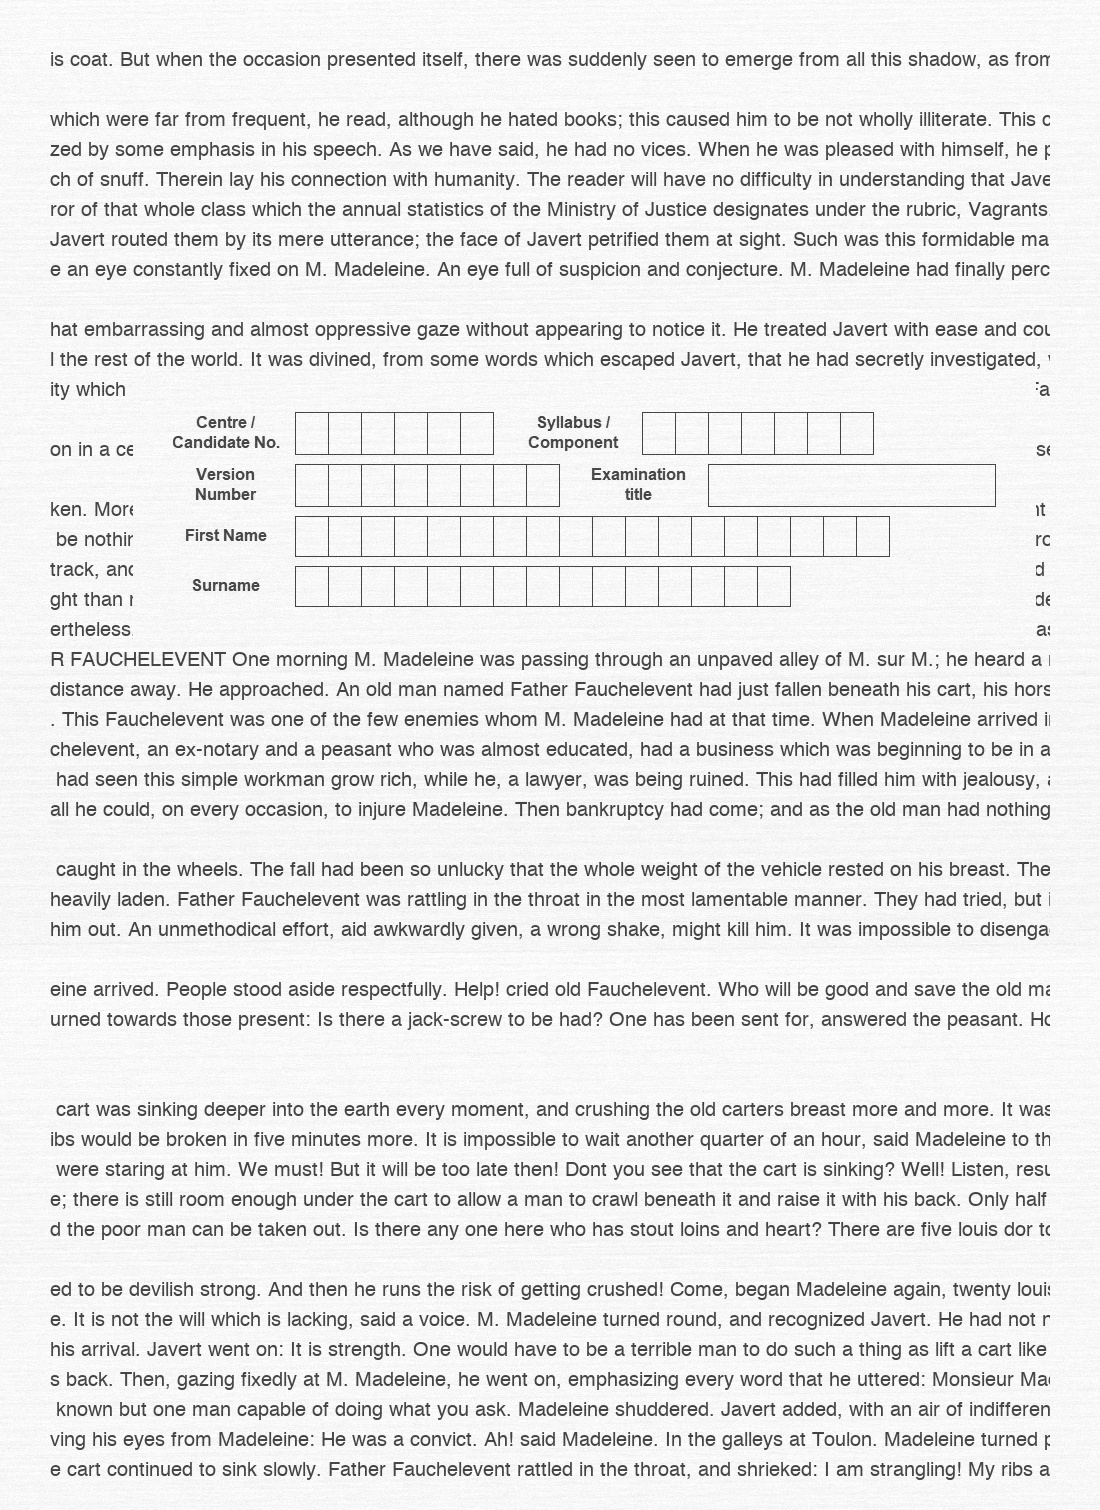 is coat. But when the occasion presented itself, there was suddenly seen to emerge from all this shadow, as from
which were far from frequent, he read, although he hated books; this caused him to be not wholly illiterate. This
zed by some emphasis in his speech. As we have said, he had no vices. When he was pleased with himself, he
ch of snuff. Therein lay his connection with humanity. The reader will have no difficulty in understanding that Jave
ror of that whole class which the annual statistics of the Ministry of Justice designates under the rubric, Vagrants.
Javert routed them by its mere utterance; the face of Javert petrified them at sight. Such was this formidable ma
e an eye constantly fixed on M. Madeleine. An eye full of suspicion and conjecture. M. Madeleine had finally perc
hat embarrassing and almost oppressive gaze without appearing to notice it. He treated Javert with ease and cou
l the rest of the world. It was divined, from some words which escaped Javert, that he had secretly investigated,
ity which
Centre / Candidate No.
Syllabus / Component
on in a ce
se
Version Number
Examination title
ken. More
nt
First Name
be nothin
ro
track, and
d
Surname
ght than
de
ertheless.
as
R FAUCHELEVENT One morning M. Madeleine was passing through an unpaved alley of M. sur M.; he heard a
distance away. He approached. An old man named Father Fauchelevent had just fallen beneath his cart, his hors
. This Fauchelevent was one of the few enemies whom M. Madeleine had at that time. When Madeleine arrived i
chelevent, an ex-notary and a peasant who was almost educated, had a business which was beginning to be in a
had seen this simple workman grow rich, while he, a lawyer, was being ruined. This had filled him with jealousy, a
all he could, on every occasion, to injure Madeleine. Then bankruptcy had come; and as the old man had nothing
caught in the wheels. The fall had been so unlucky that the whole weight of the vehicle rested on his breast. The
heavily laden. Father Fauchelevent was rattling in the throat in the most lamentable manner. They had tried, but i
him out. An unmethodical effort, aid awkwardly given, a wrong shake, might kill him. It was impossible to disenga
eine arrived. People stood aside respectfully. Help! cried old Fauchelevent. Who will be good and save the old ma
urned towards those present: Is there a jack-screw to be had? One has been sent for, answered the peasant. Ho
cart was sinking deeper into the earth every moment, and crushing the old carters breast more and more. It was
ibs would be broken in five minutes more. It is impossible to wait another quarter of an hour, said Madeleine to th
were staring at him. We must! But it will be too late then! Dont you see that the cart is sinking? Well! Listen, resu
e; there is still room enough under the cart to allow a man to crawl beneath it and raise it with his back. Only half
d the poor man can be taken out. Is there any one here who has stout loins and heart? There are five louis dor to
ed to be devilish strong. And then he runs the risk of getting crushed! Come, began Madeleine again, twenty louis
e. It is not the will which is lacking, said a voice. M. Madeleine turned round, and recognized Javert. He had not
his arrival. Javert went on: It is strength. One would have to be a terrible man to do such a thing as lift a cart like
s back. Then, gazing fixedly at M. Madeleine, he went on, emphasizing every word that he uttered: Monsieur Mad
known but one man capable of doing what you ask. Madeleine shuddered. Javert added, with an air of indifferen
ving his eyes from Madeleine: He was a convict. Ah! said Madeleine. In the galleys at Toulon. Madeleine turned
e cart continued to sink slowly. Father Fauchelevent rattled in the throat, and shrieked: I am strangling! My ribs a